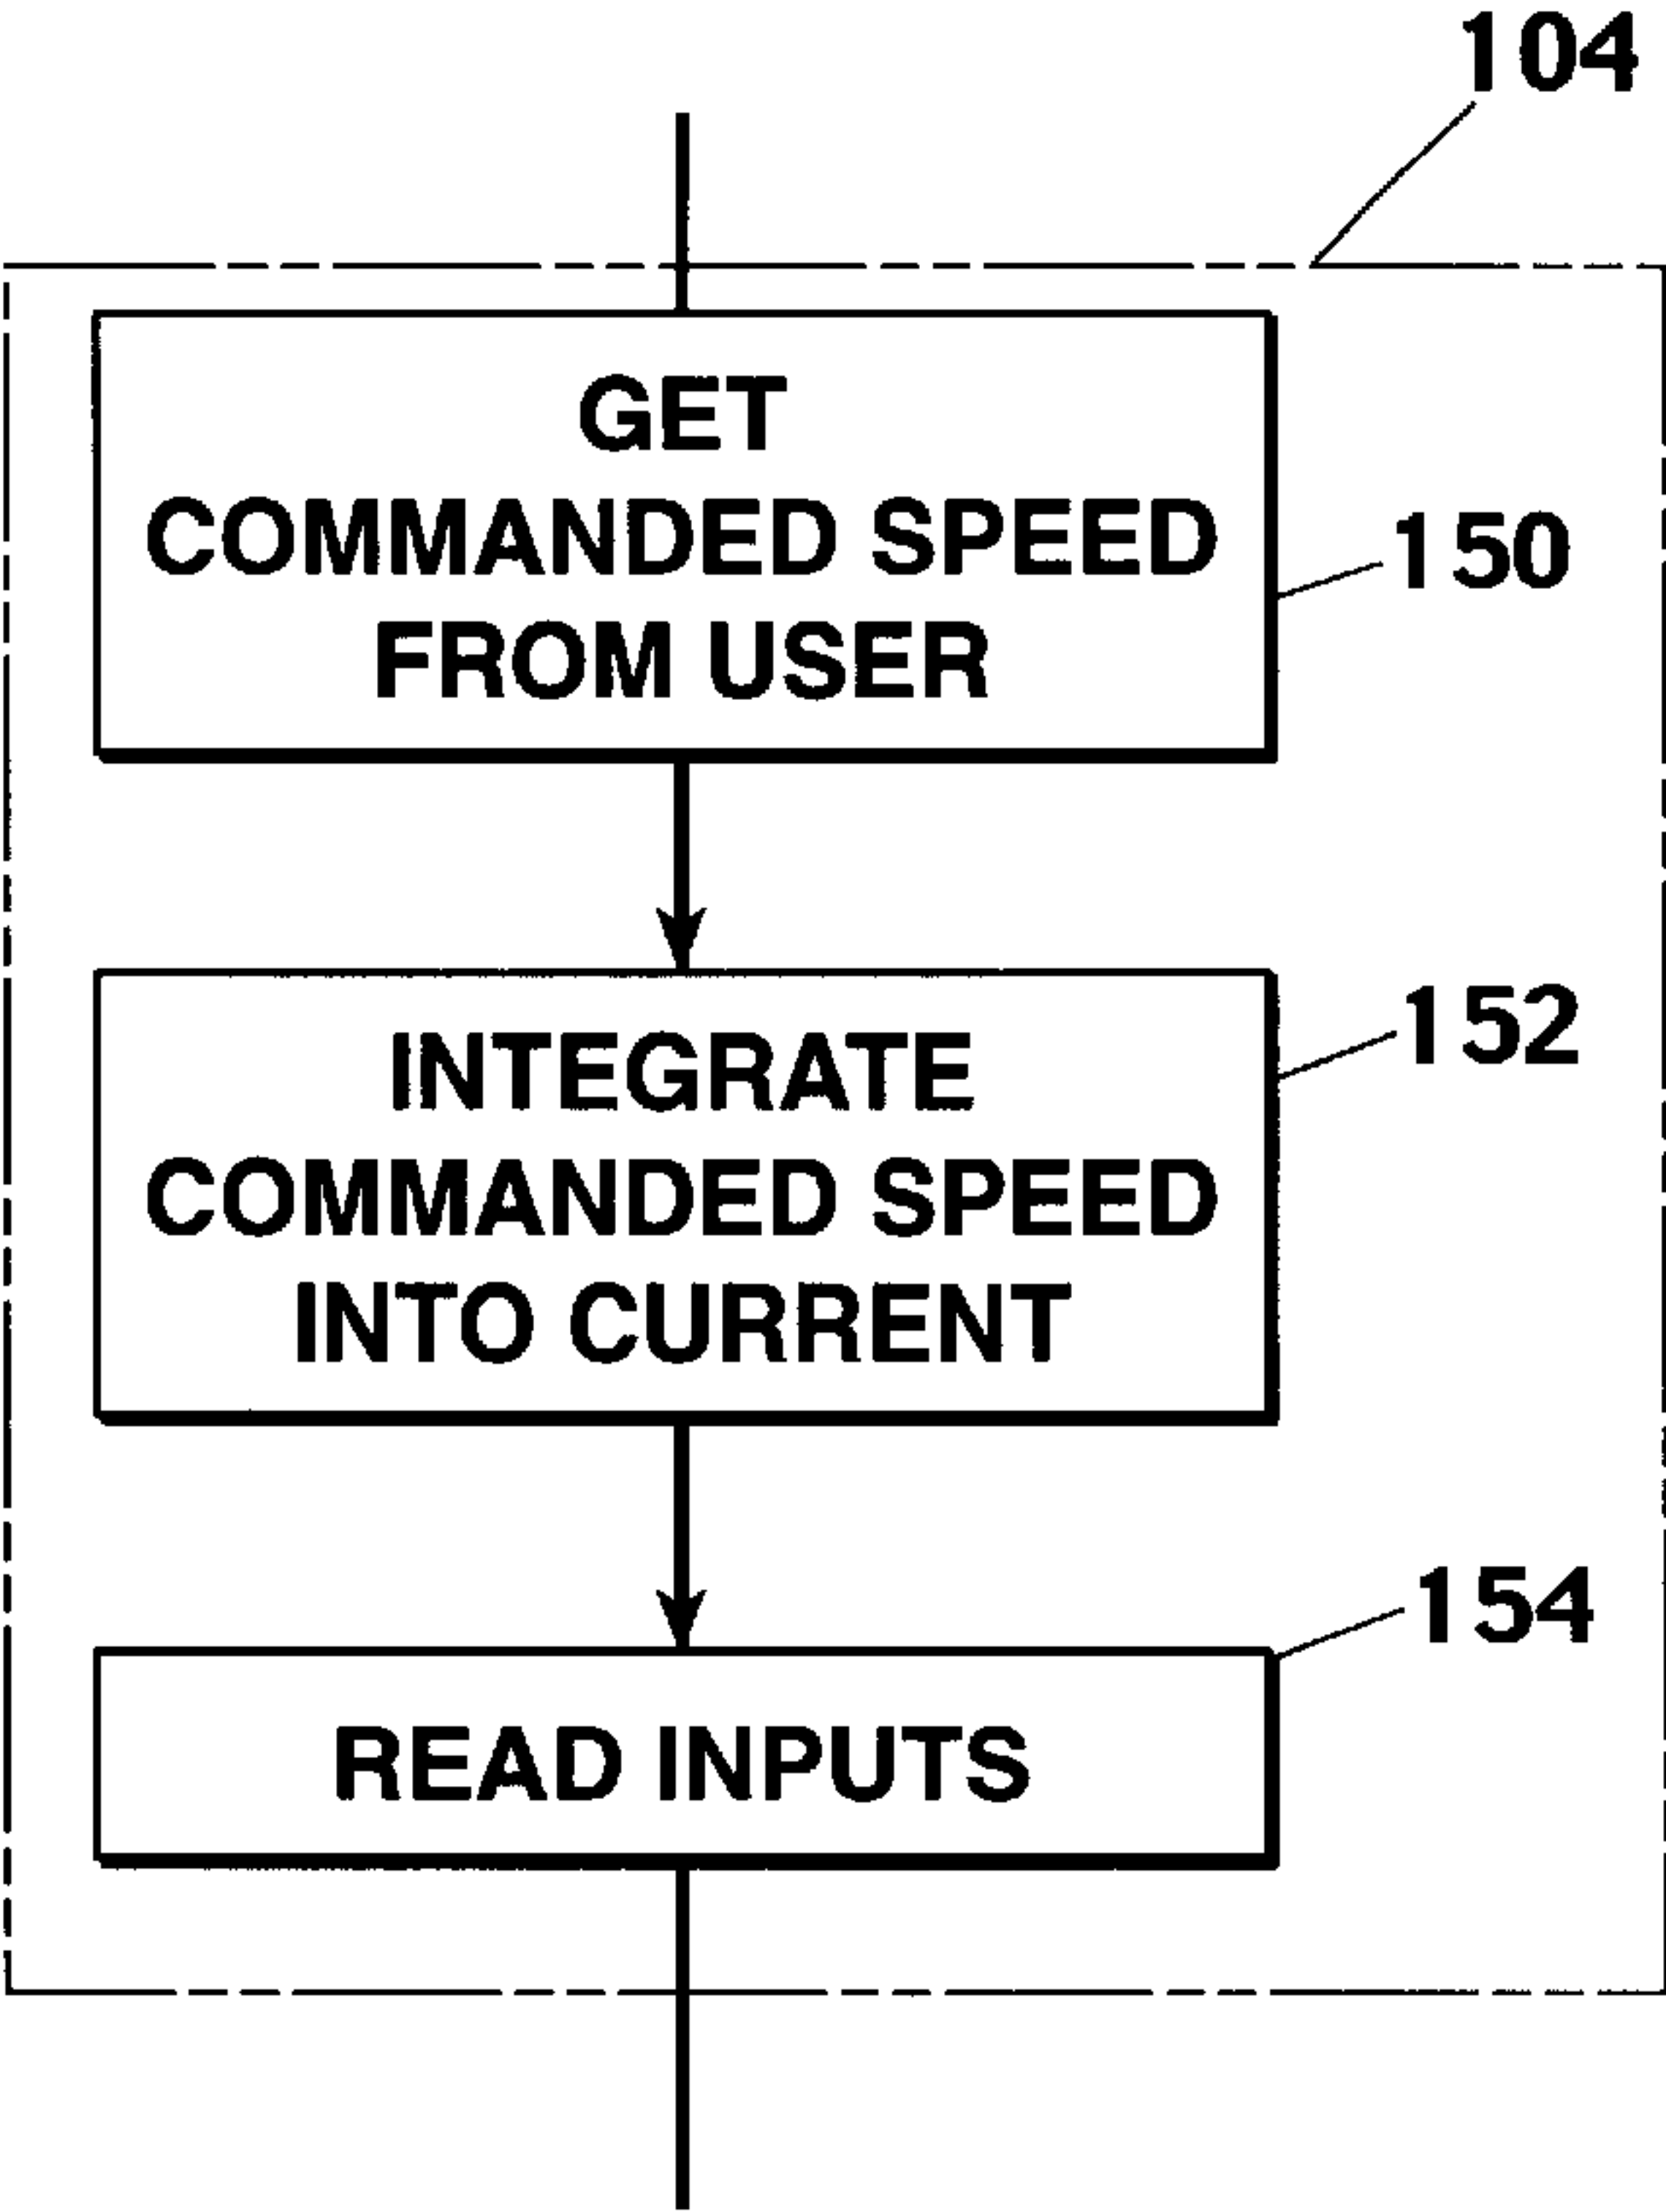 104
GET
COMMANDED SPEED
FROM USER
150
INTEGRATE
COMMANDED SPEED
INTO CURRENT
152
READ INPUTS
154